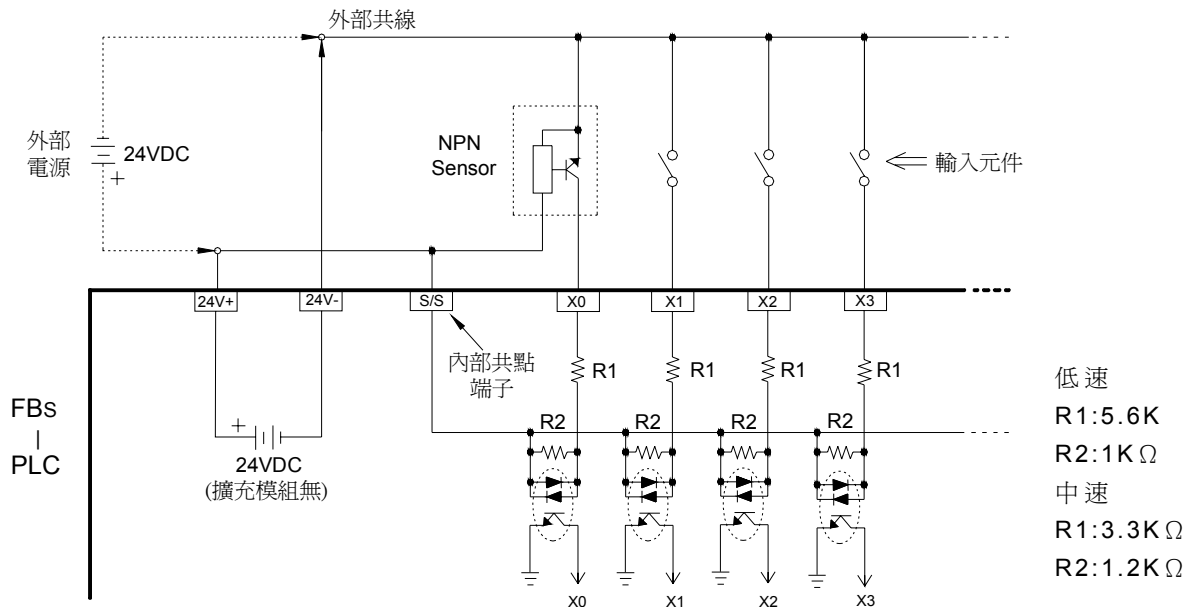 外部共線
外部
電源
24VDC
+
NPN
Sensor
輸入元件
24V+
24V-
S/S
X0
X1
X2
X3
內部共點
端子
R1
R1
R1
R1
FBs
PLC
+
24VDC
(擴充模組無)
R2
R2
R2
R2
X0
X1
X2
X3
低速
R1:5.6K
R2:1KΩ
中速
R1:3.3KΩ
R2:1.2KΩ